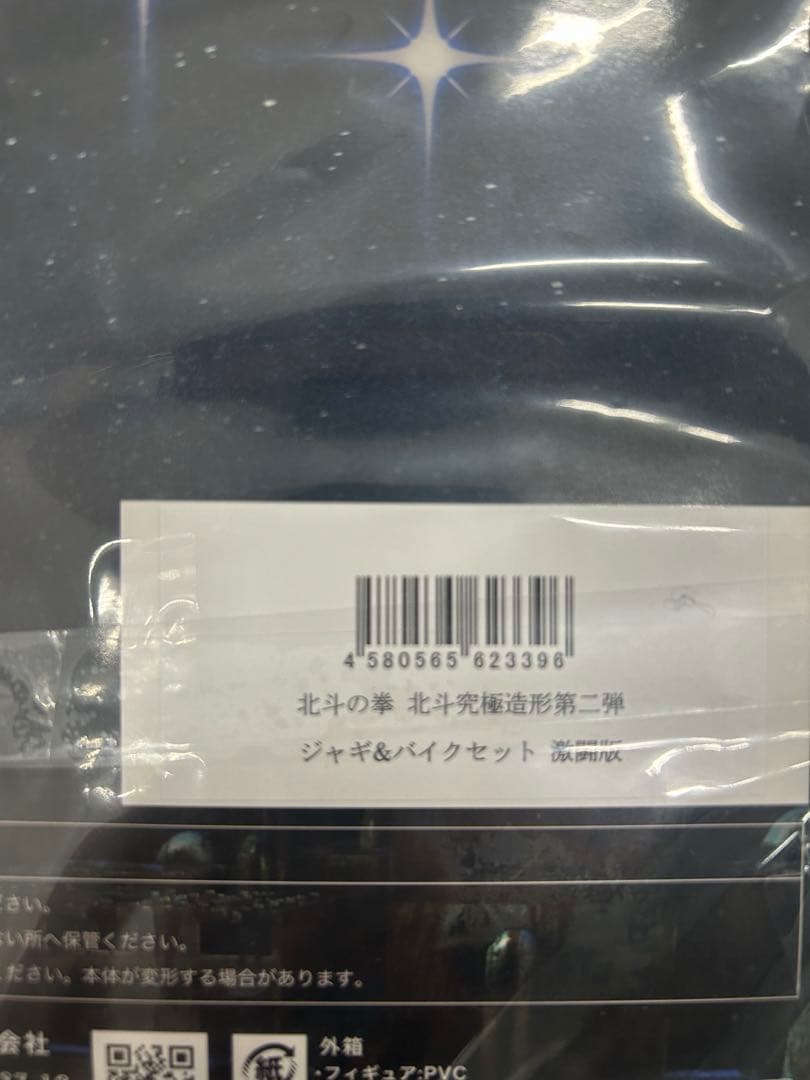 4 580565 623396
北斗の拳 北斗究極造形第二弾
ジャギ&バイクセット 激闘版
ださい。
ない所へ保管ください。
ください。本体が変形する場合があります。
会社
紙
外箱
・フィギュア:PVC